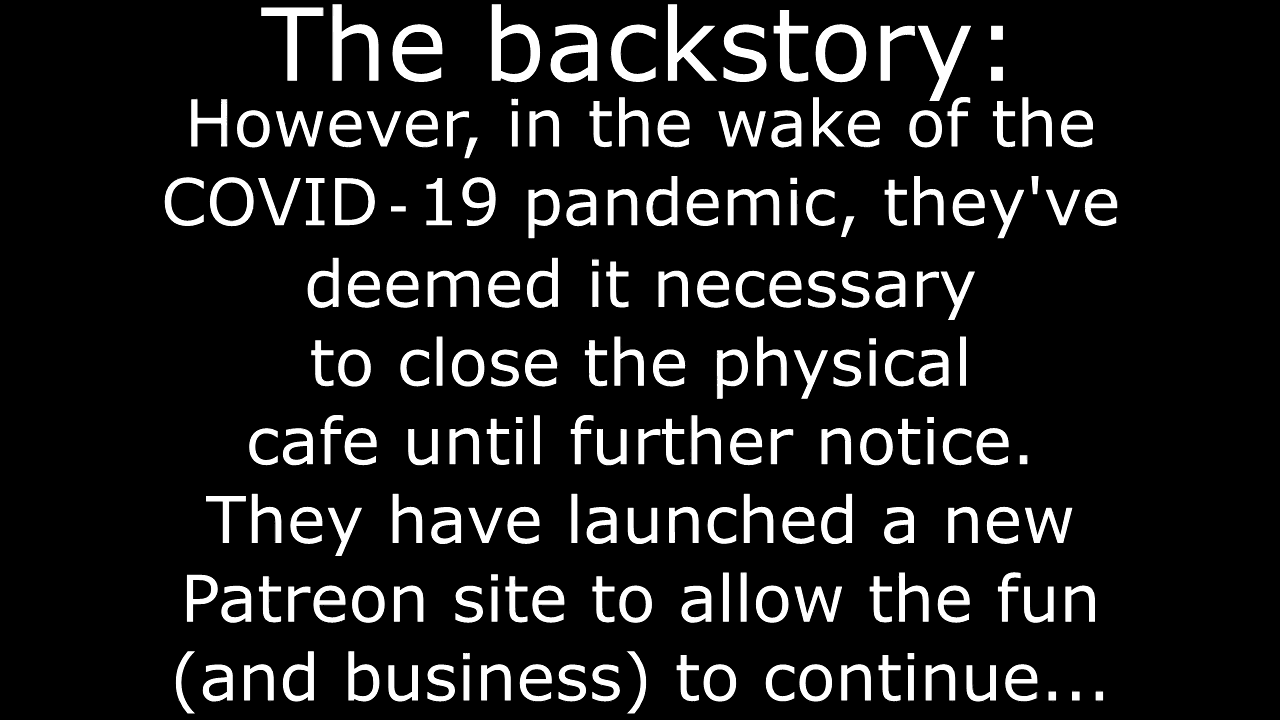 The backstory:
However, in the wake of the
COVID-19 pandemic, they've
deemed it necessary
to close the physical
cafe until further notice.
They have launched a new
Patreon site to allow the fun
(and business) to continue...